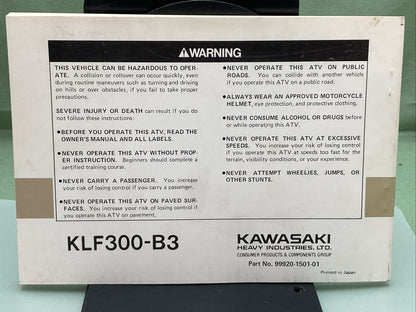 ⚠WARNING
THIS VEHICLE CAN BE HAZARDOUS TO OPER-
ATE. A collision or rollover can occur quickly, even
during routine maneuvers such as turning and driving
on hills or over obstacles, if you fail to take proper
precautions.
SEVERE INJURY OR DEATH can result if you do
not follow these instructions:
●BEFORE YOU OPERATE THIS ATV, READ THE
OWNER'S MANUAL AND ALL LABELS.
●NEVER OPERATE THIS ATV WITHOUT PROP-
ER INSTRUCTION. Beginners should complete a
certified training course.
●NEVER CARRY A PASSENGER. You increase
your risk of losing control if you carry a passenger.
●NEVER OPERATE THIS ATV ON PAVED SUR-
FACES. You increase your risk of losing control if
you operate this ATV on pavement.
●NEVER OPERATE THIS ATV ON PUBLIC
ROADS. You can collide with another vehicle
if you operate this ATV on a public road.
●ALWAYS WEAR AN APPROVED MOTORCYCLE
HELMET, eye protection, and protective clothing.
●NEVER CONSUME ALCOHOL OR DRUGS before
or while operating this ATV.
●NEVER OPERATE THIS ATV AT EXCESSIVE
SPEEDS. You increase your risk of losing control if
you operate this ATV at speeds too fast for the
terrain, visibility conditions, or your experience.
●NEVER ATTEMPT WHEELIES, JUMPS, OR
OTHER STUNTS.
KLF300-B3
KAWASAKI
HEAVY INDUSTRIES, LTD.
CONSUMER PRODUCTS & COMPONENTS GROUP
Part No. 99920-1501-01
Printed in Japan